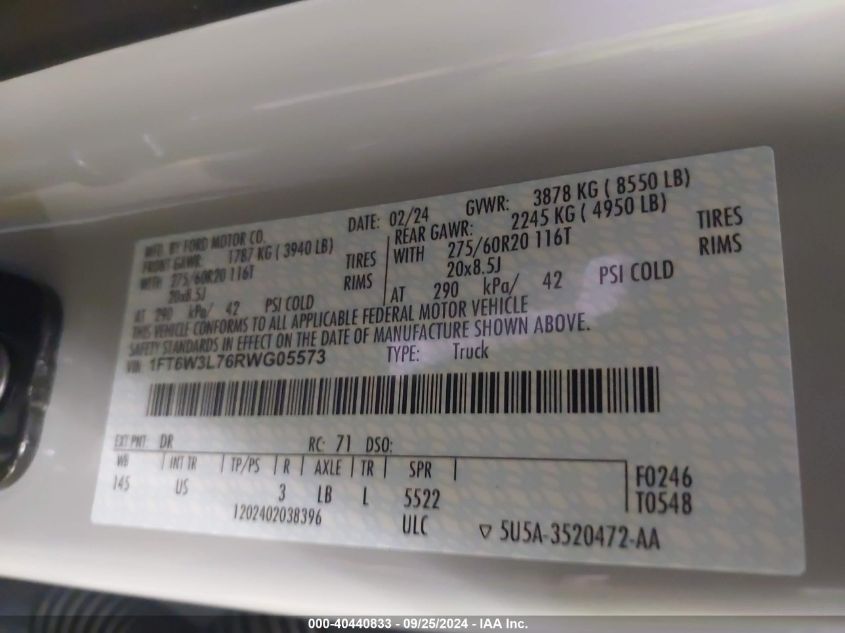 MFD. BY FORD MOTOR CO. DATE: 02/24 GVWR: 3878 KG ( 8550 LB)
FRONT GAWR: 1787 KG ( 3940 LB) REAR GAWR: 2245 KG ( 4950 LB)
WITH 275/60R20 116T TIRES WITH 275/60R20 116T TIRES
20x8.5J RIMS 20x8.5J RIMS
AT 290 kPa/ 42 PSI COLD AT 290 kPa/ 42 PSI COLD
THIS VEHICLE CONFORMS TO ALL APPLICABLE FEDERAL MOTOR VEHICLE
SAFETY STANDARDS IN EFFECT ON THE DATE OF MANUFACTURE SHOWN ABOVE.
VIN: 1FT6W3L76RWG05573 TYPE: Truck
EXT PNT: DR RC: 71 DSO:
WB INT TR TP/PS R AXLE TR SPR
145 US 3 LB L 5522
F0246
T0548
1202402038396 ULC ▽ 5U5A-3520472-AA
000-40440833 - 09/25/2024 - IAA Inc.